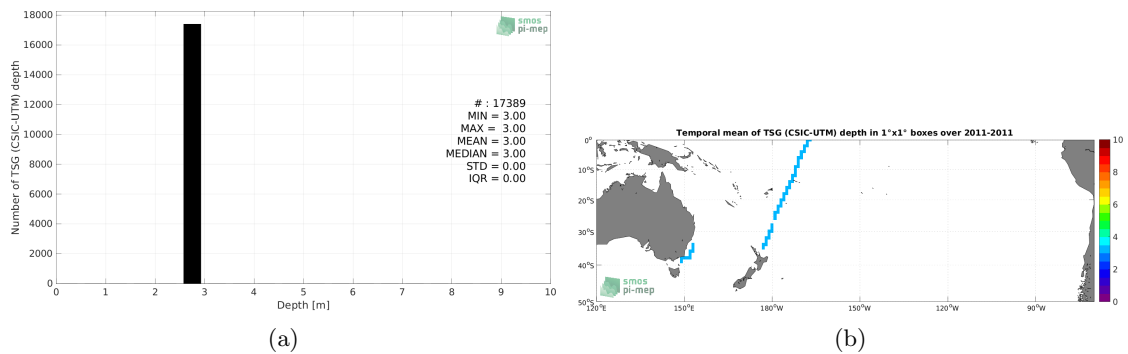 18000
16000
14000
12000
10000
8000
6000
4000
2000
0
Number of TSG (CSIC-UTM) depth
smos
pi-mep
# : 17389
MIN = 3.00
MAX = 3.00
MEAN = 3.00
MEDIAN = 3.00
STD = 0.00
IQR = 0.00
0 1 2 3 4 5 6 7 8 9 10
Depth [m]
(a)
Temporal mean of TSG (CSIC-UTM) depth in 1°x1° boxes over 2011-2011
0°
10°S
20°S
30°S
40°S
50°S
120°E 150°E 180°W 150°W 120°W 90°W
smos
pi-mep
10
8
6
4
2
0
(b)